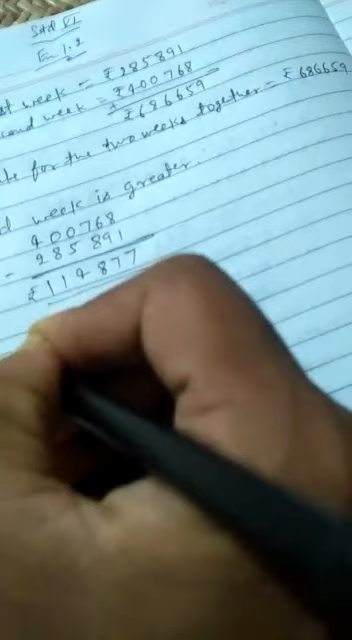 Std VI
Ex 1.2
st week = ₹285891
cond week = ₹400768
+
₹686659
for the two weeks together = ₹686659
d week is greater.
400768
- 285891
₹114877